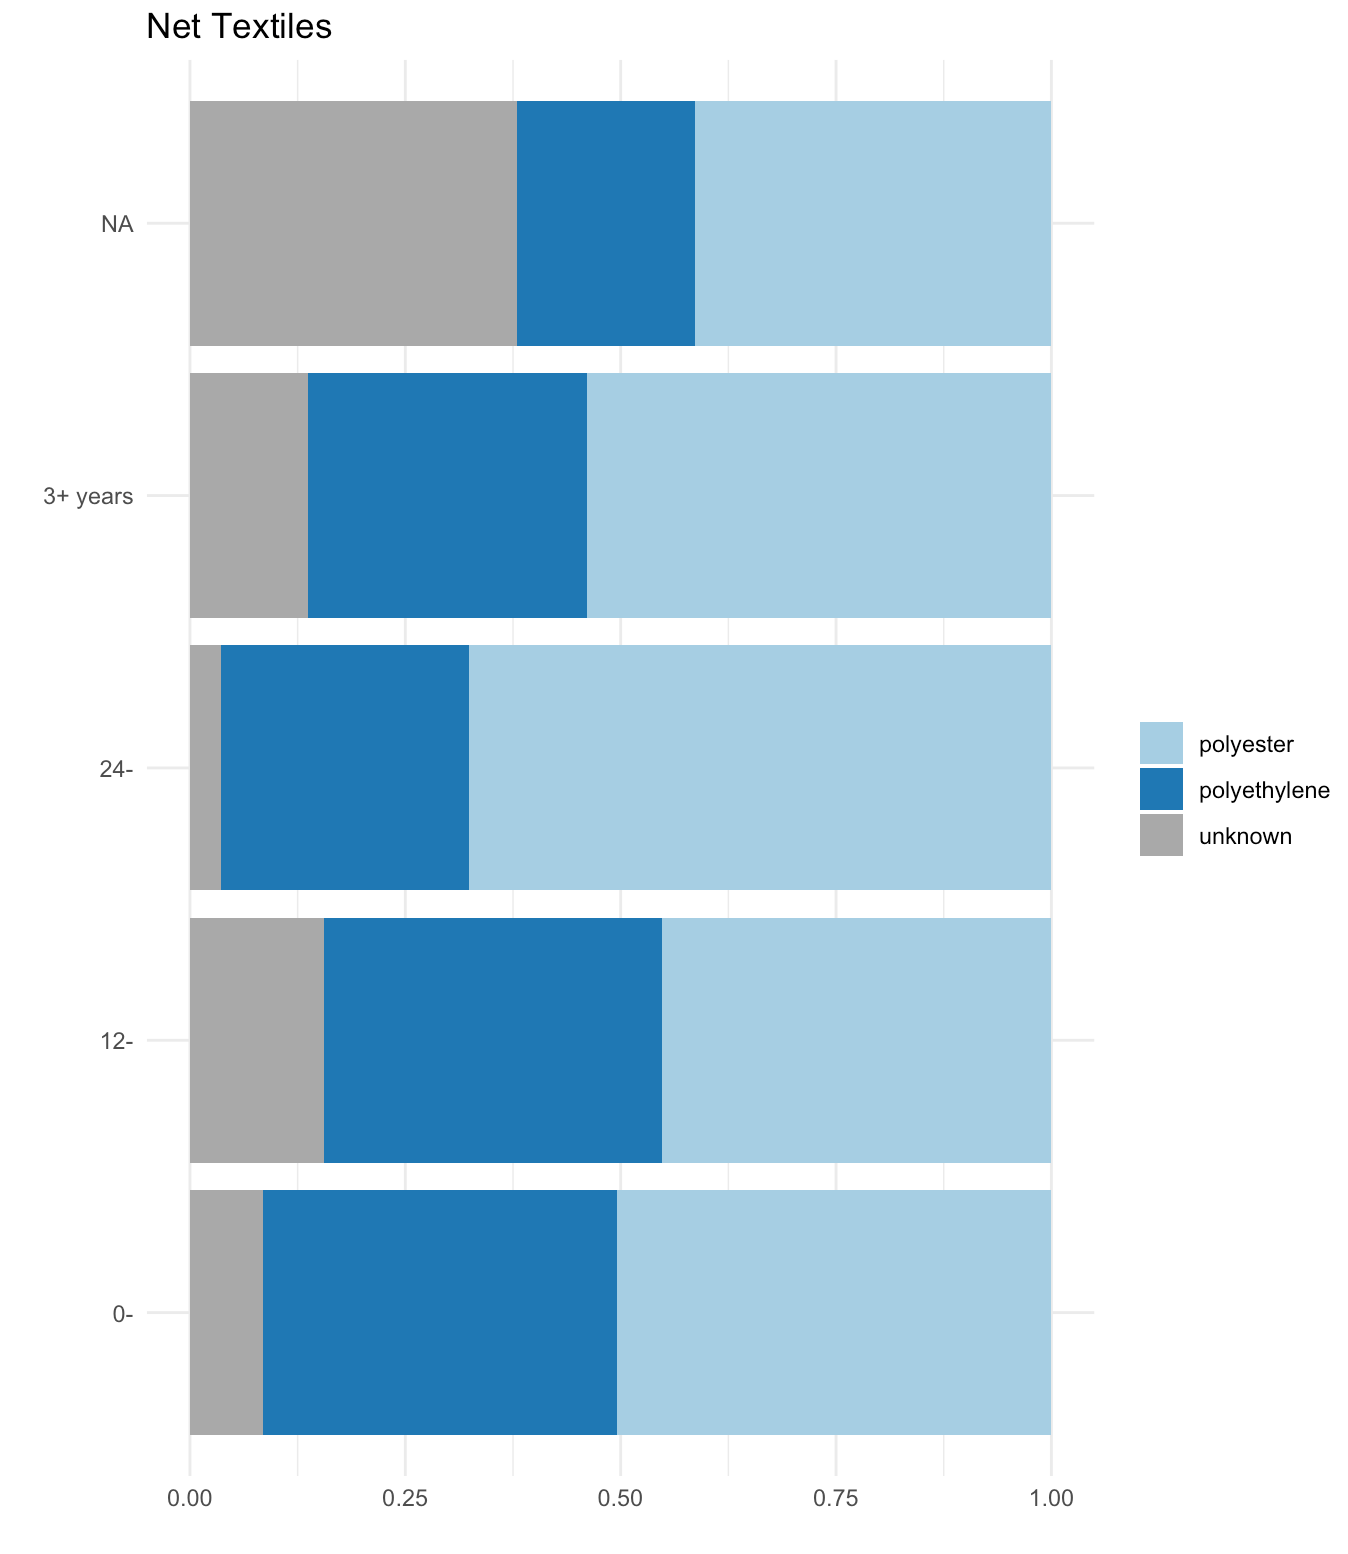 Net Textiles
NA
3+ years
24-
12-
0-
0.00 0.25 0.50 0.75 1.00
polyester
polyethylene
unknown